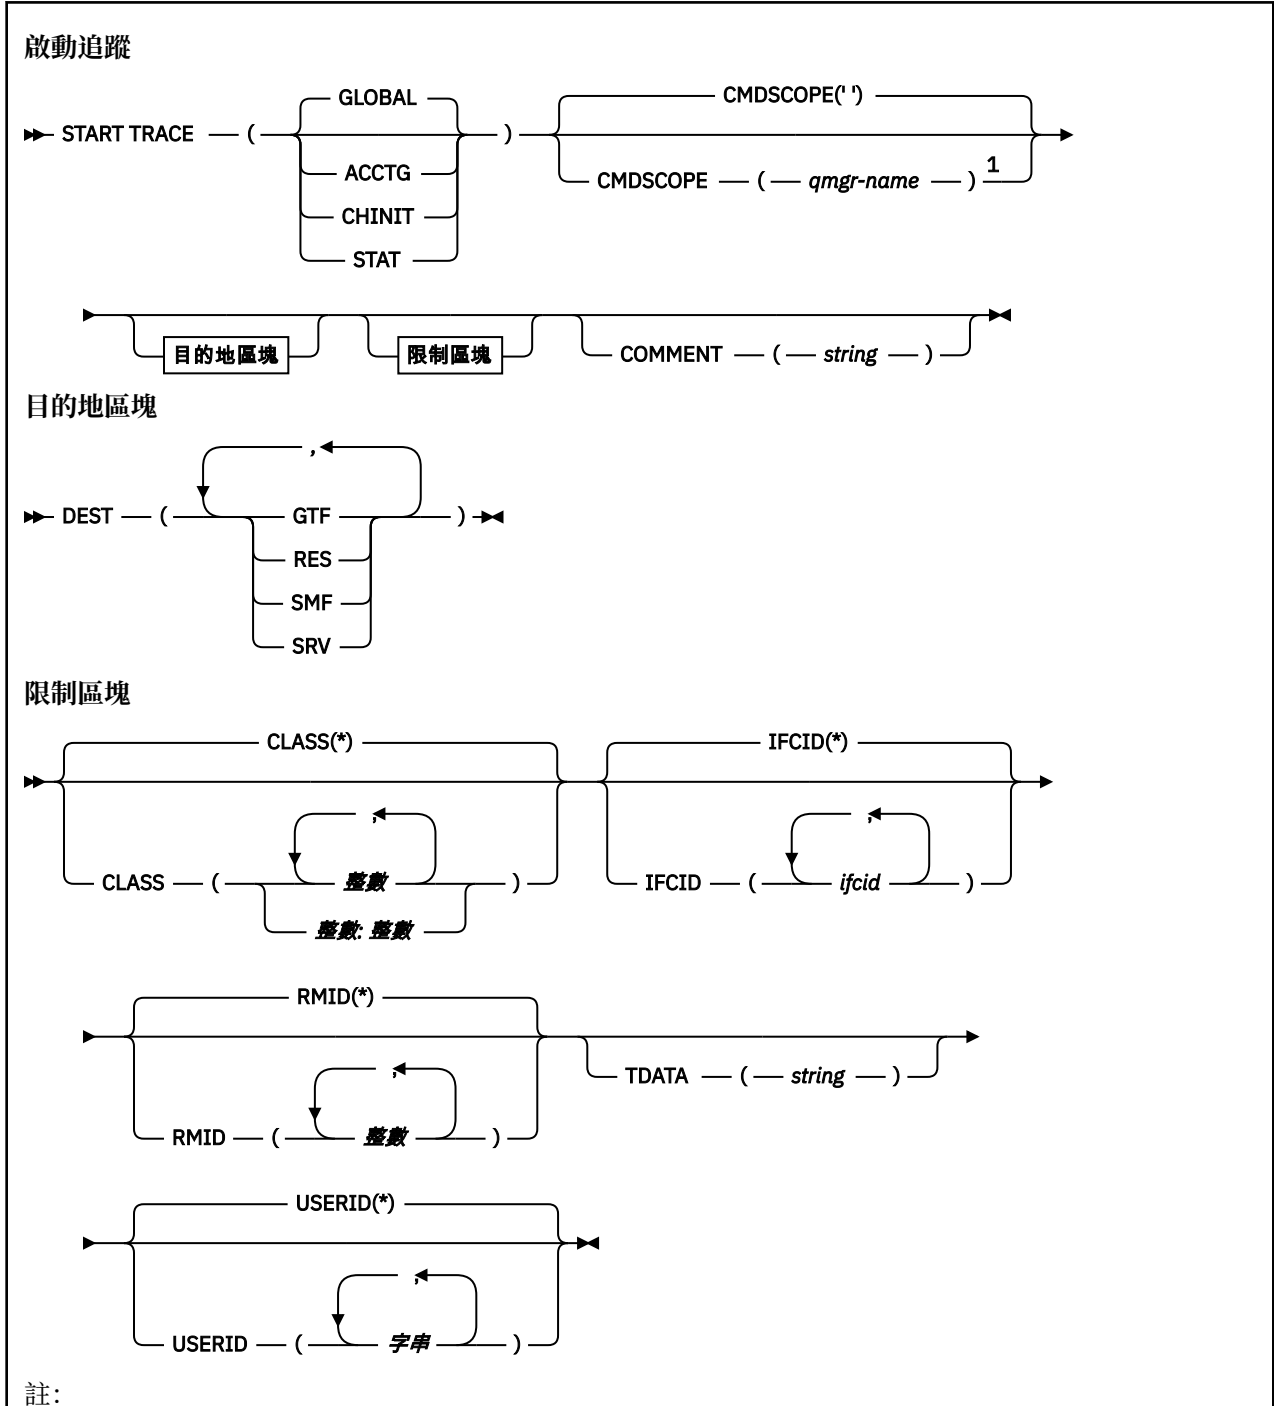 啟動追蹤
GLOBAL
CMDSCOPE(' ')
START TRACE ( )
ACCTG
CMDSCOPE ( qmgr-name ) 1
CHINIT
STAT
目的地區塊 限制區塊 COMMENT ( string )
目的地區塊
,
DEST ( GTF )
RES
SMF
SRV
限制區塊
CLASS(*) IFCID(*)
, ,
CLASS ( 整數 ) IFCID ( ifcid )
整數: 整數
RMID(*)
,
TDATA ( string )
RMID ( 整數 )
USERID(*)
,
USERID ( 字串 )
註: